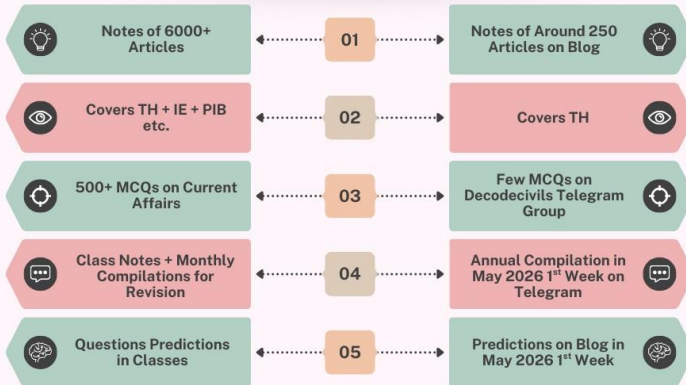 Notes of 6000+
Articles
01
Notes of Around 250
Articles on Blog
Covers TH + IE + PIB
etc.
02
Covers TH
500+ MCQs on Current
Affairs
03
Few MCQs on
Decodecivils Telegram
Group
Class Notes + Monthly
Compilations for
Revision
04
Annual Compilation in
May 2026 1st Week on
Telegram
Questions Predictions
in Classes
05
Predictions on Blog in
May 2026 1st Week